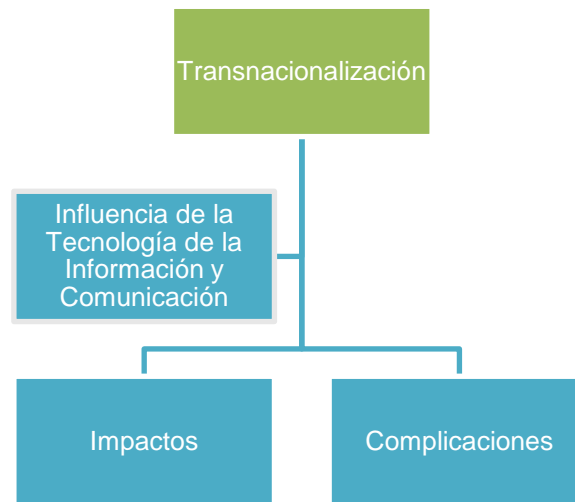 Transnacionalización
Influencia de la
Tecnología de la
Información y
Comunicación
Impactos
Complicaciones